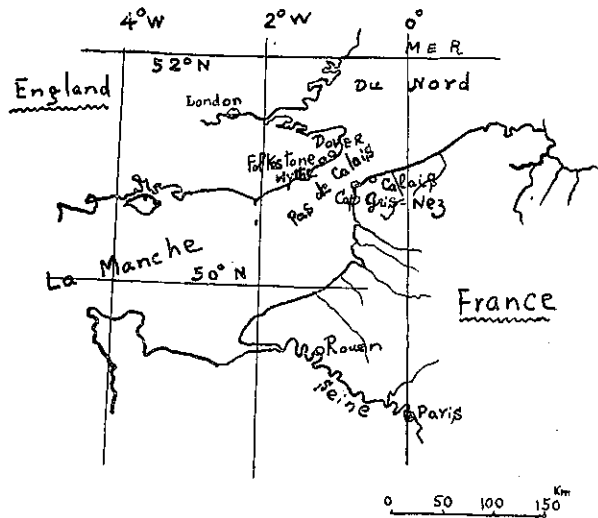 4°W 2°W 0°
MER
52°N
Du Nord
England
London
DOVER
Folkstone
Hythe
Pas de Calais
Calais
Cap Gris-Nez
La Manche
50°N
France
Rouen
Seine
Paris
Km
0 50 100 150